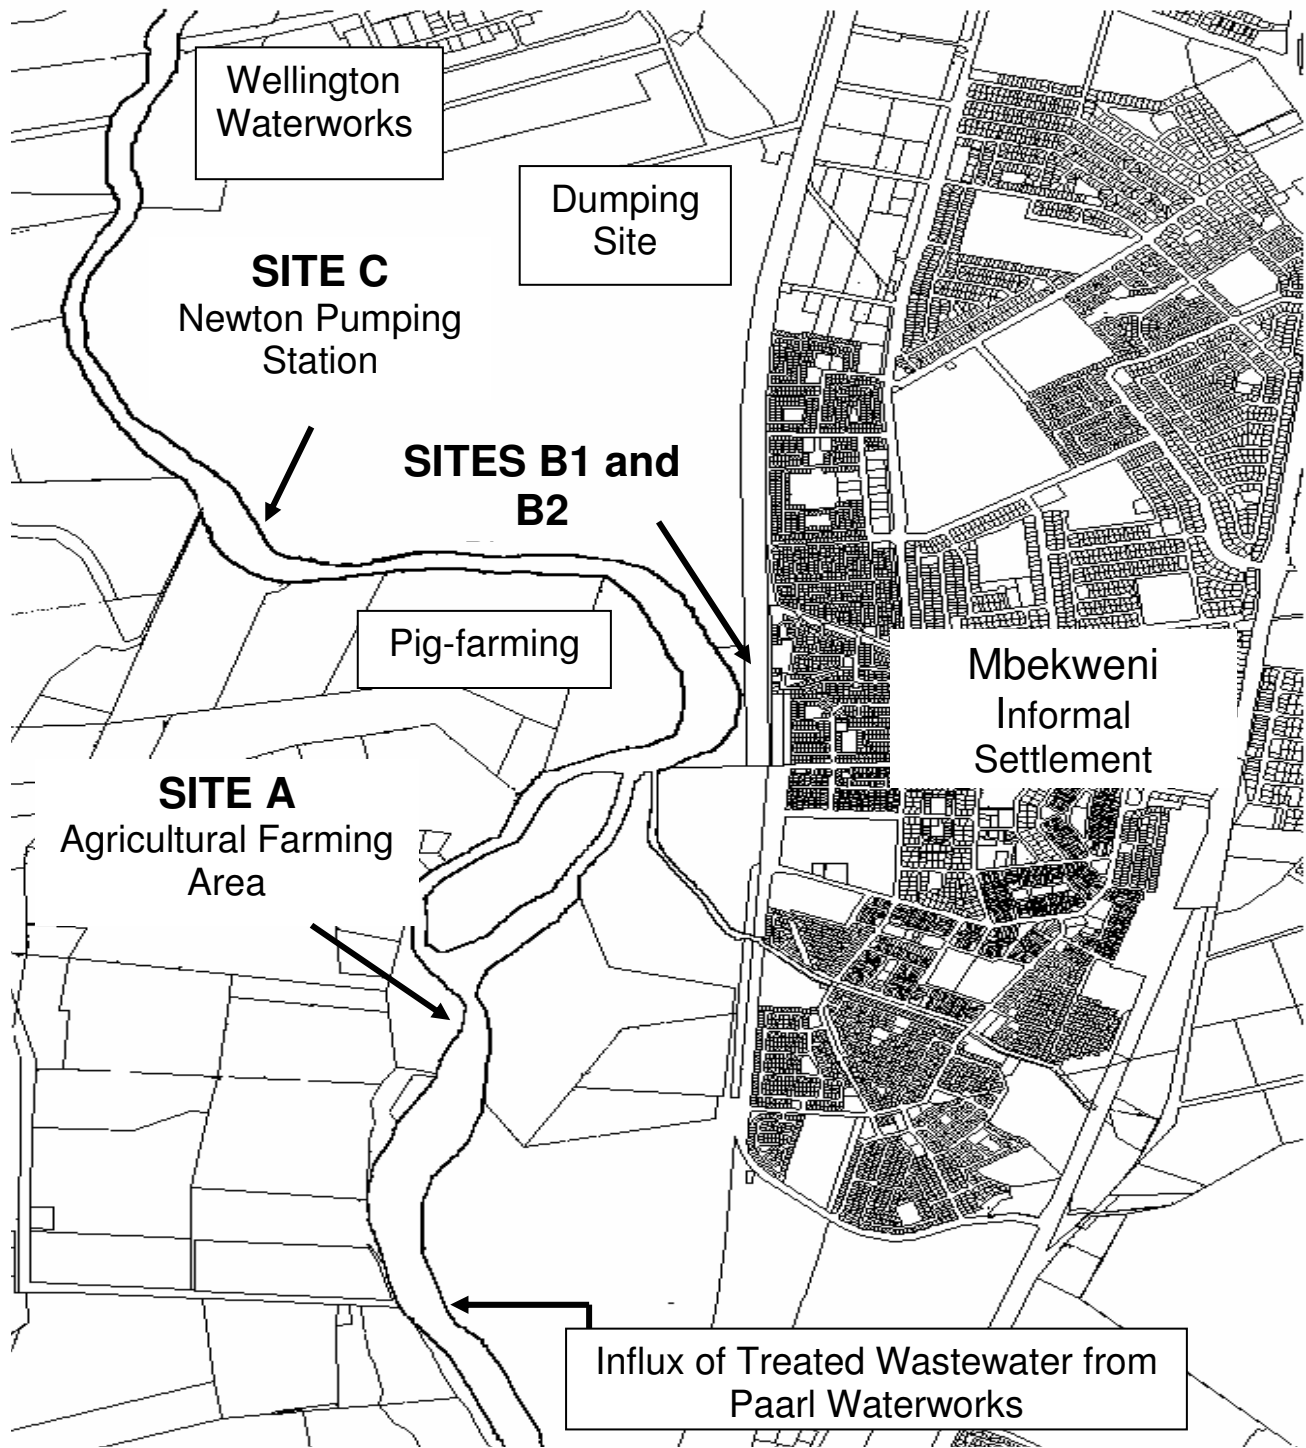 Wellington
Waterworks
Dumping
Site
SITE C
Newton Pumping
Station
SITES B1 and
B2
Pig-farming
Mbekweni
Informal
Settlement
SITE A
Agricultural Farming
Area
Influx of Treated Wastewater from
Paarl Waterworks